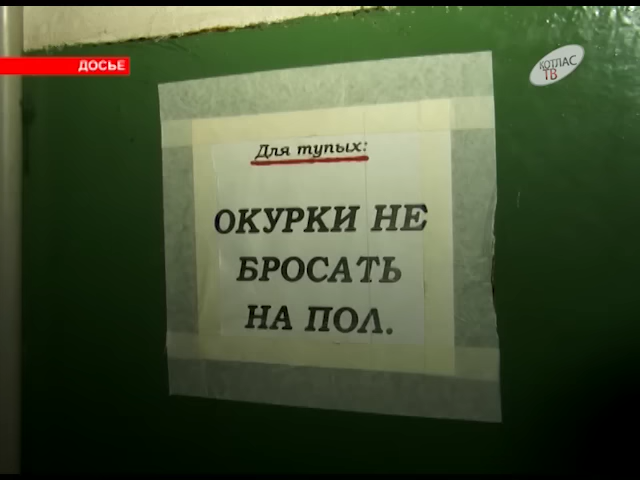 ДОСЬЕ
КОТЛАС
ТВ
Для тупых:
ОКУРКИ НЕ
БРОСАТЬ
НА ПОЛ.